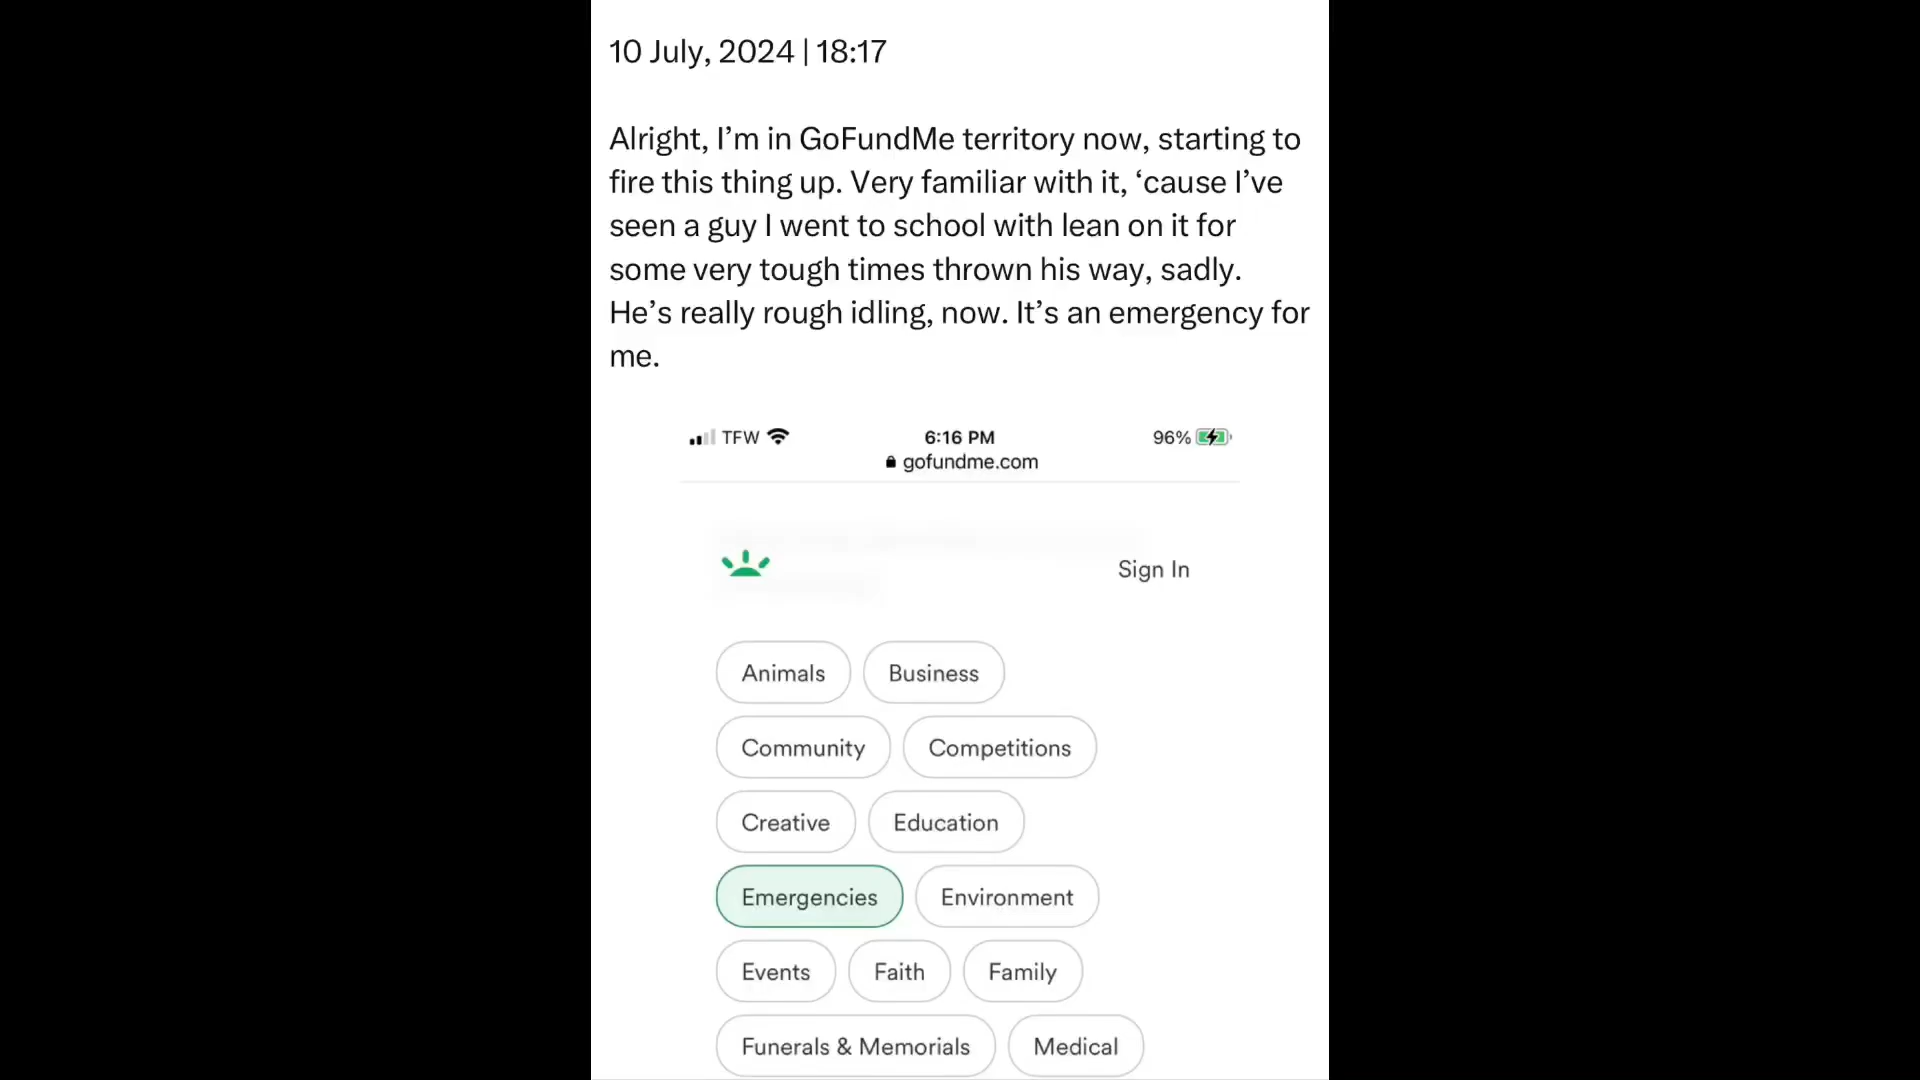 10 July, 2024 | 18:17
Alright, I’m in GoFundMe territory now, starting to
fire this thing up. Very familiar with it, ‘cause I’ve
seen a guy I went to school with lean on it for
some very tough times thrown his way, sadly.
He’s really rough idling, now. It’s an emergency for
me.
TFW 6:16 PM 96%
gofundme.com
Sign In
Animals Business
Community Competitions
Creative Education
Emergencies Environment
Events Faith Family
Funerals & Memorials Medical